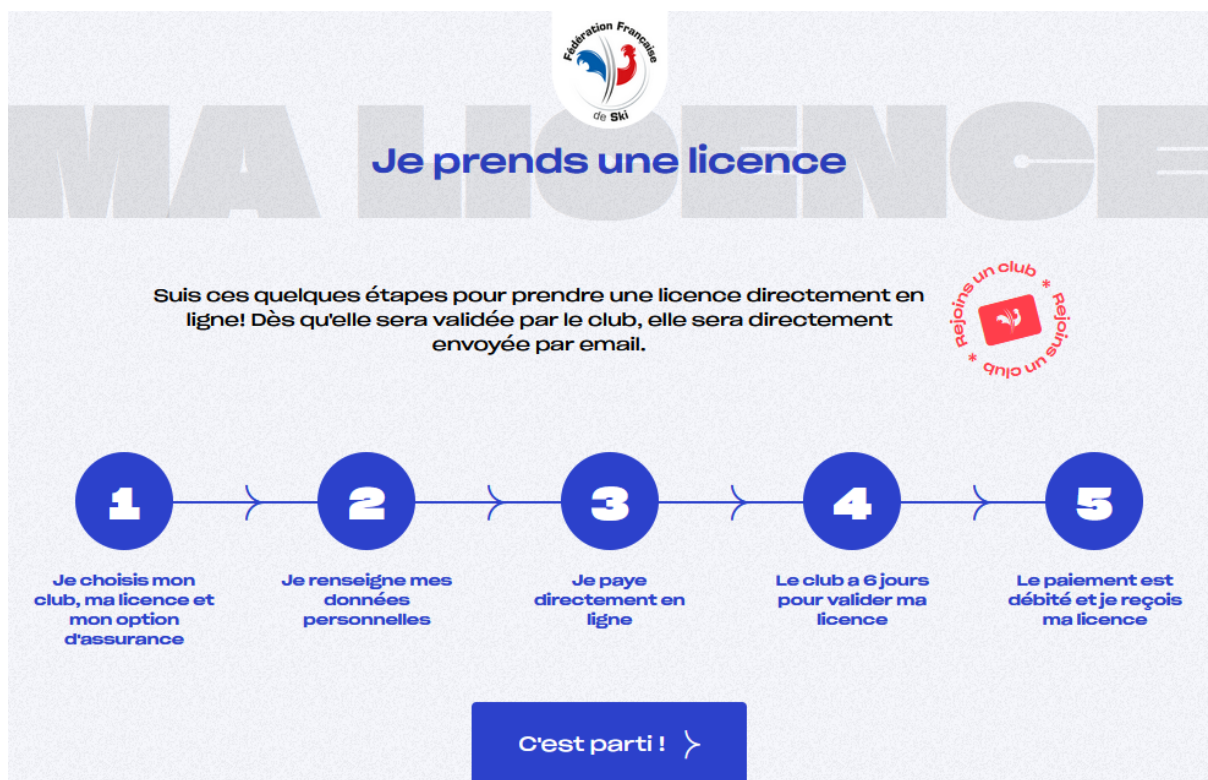 Fédération Française
de Ski
MA LICENCE
Je prends une licence
Suis ces quelques étapes pour prendre une licence directement en
ligne! Dès qu'elle sera validée par le club, elle sera directement
envoyée par email.
Rejoins un club * Rejoins un club *
1
2
3
4
5
Je choisis mon
club, ma licence et
mon option
d'assurance
Je renseigne mes
données
personnelles
Je paye
directement en
ligne
Le club a 6 jours
pour valider ma
licence
Le paiement est
débité et je reçois
ma licence
C'est parti !